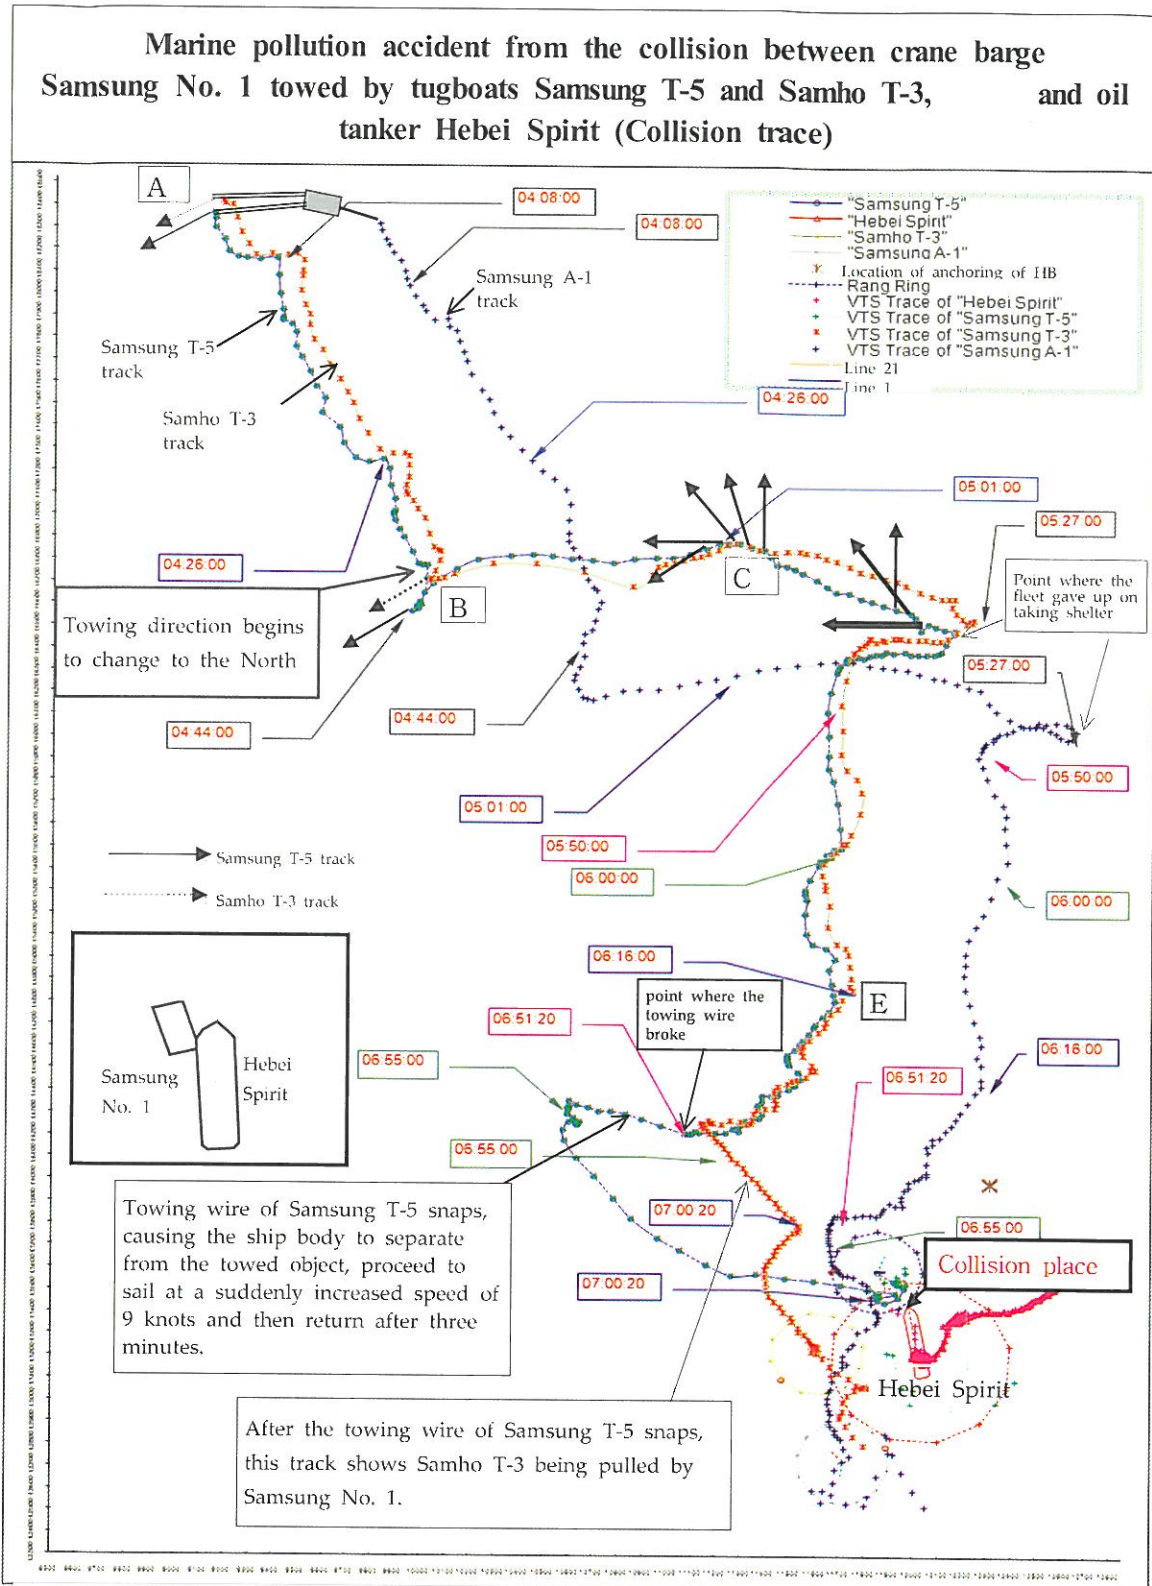 Marine pollution accident from the collision between crane barge
Samsung No. 1 towed by tugboats Samsung T-5 and Samho T-3, and oil
tanker Hebei Spirit (Collision trace)
A
04:08:00
04:08:00
"Samsung T-5"
"Hebei Spirit"
"Samho T-3"
"Samsung A-1"
Location of anchoring of HB
Rang Ring
VTS Trace of "Hebei Spirit"
VTS Trace of "Samsung T-5"
VTS Trace of "Samsung T-3"
VTS Trace of "Samsung A-1"
Line 21
Line 1
Samsung A-1
track
Samsung T-5
track
Samho T-3
track
04:26:00
04:26:00
05:01:00
05:27:00
B
C
Point where the
fleet gave up on
taking shelter
Towing direction begins
to change to the North
05:27:00
04:44:00
04:44:00
05:50:00
05:01:00
05:50:00
06:00:00
06:00:00
Samsung T-5 track
Samho T-3 track
06:16:00
E
point where the
towing wire
broke
06:51:20
06:55:00
06:16:00
06:51:20
Samsung
No. 1
Hebei
Spirit
06:55:00
Towing wire of Samsung T-5 snaps,
causing the ship body to separate
from the towed object, proceed to
sail at a suddenly increased speed of
9 knots and then return after three
minutes.
07:00:20
06:55:00
Collision place
07:00:20
Hebei Spirit
After the towing wire of Samsung T-5 snaps,
this track shows Samho T-3 being pulled by
Samsung No. 1.